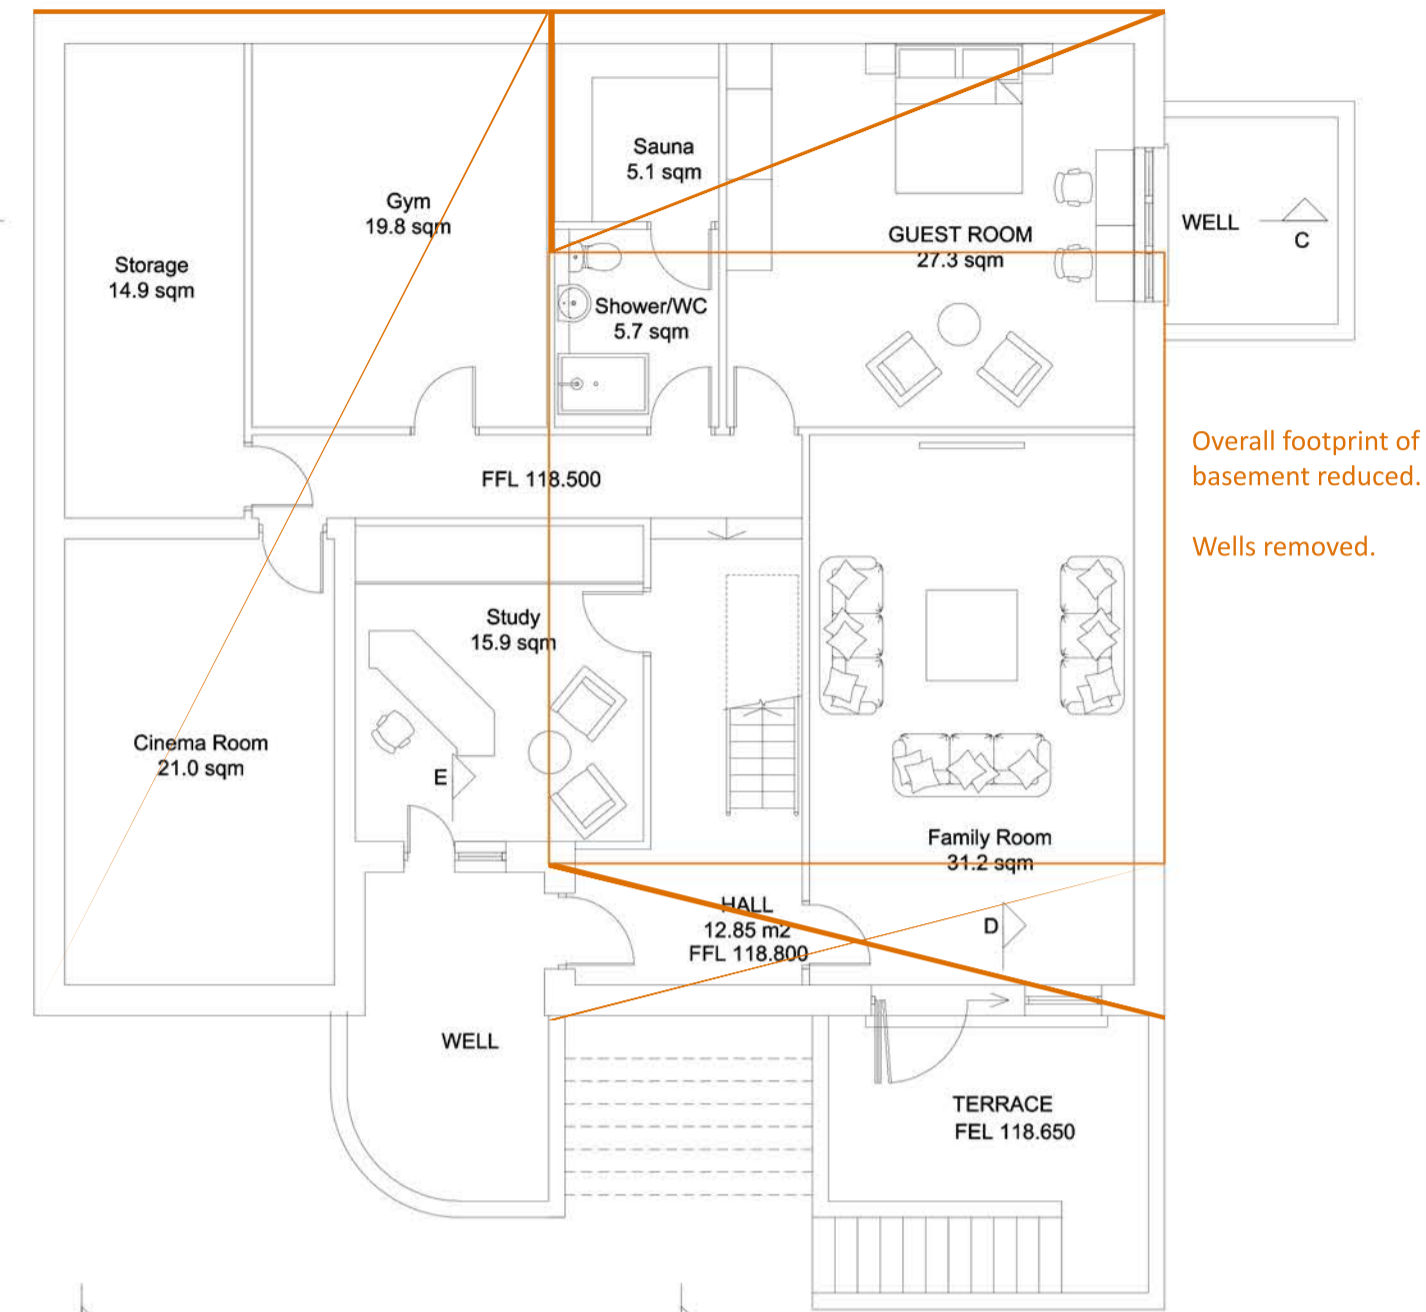 Sauna
5.1 sqm
Gym
19.8 sqm
WELL
C
GUEST ROOM
27.3 sqm
Storage
14.9 sqm
Shower/WC
5.7 sqm
Overall footprint of
basement reduced.
Wells removed.
FFL 118.500
Study
15.9 sqm
Cinema Room
21.0 sqm
E
Family Room
31.2 sqm
HALL
12.85 m2
FFL 118.800
D
WELL
TERRACE
FEL 118.650